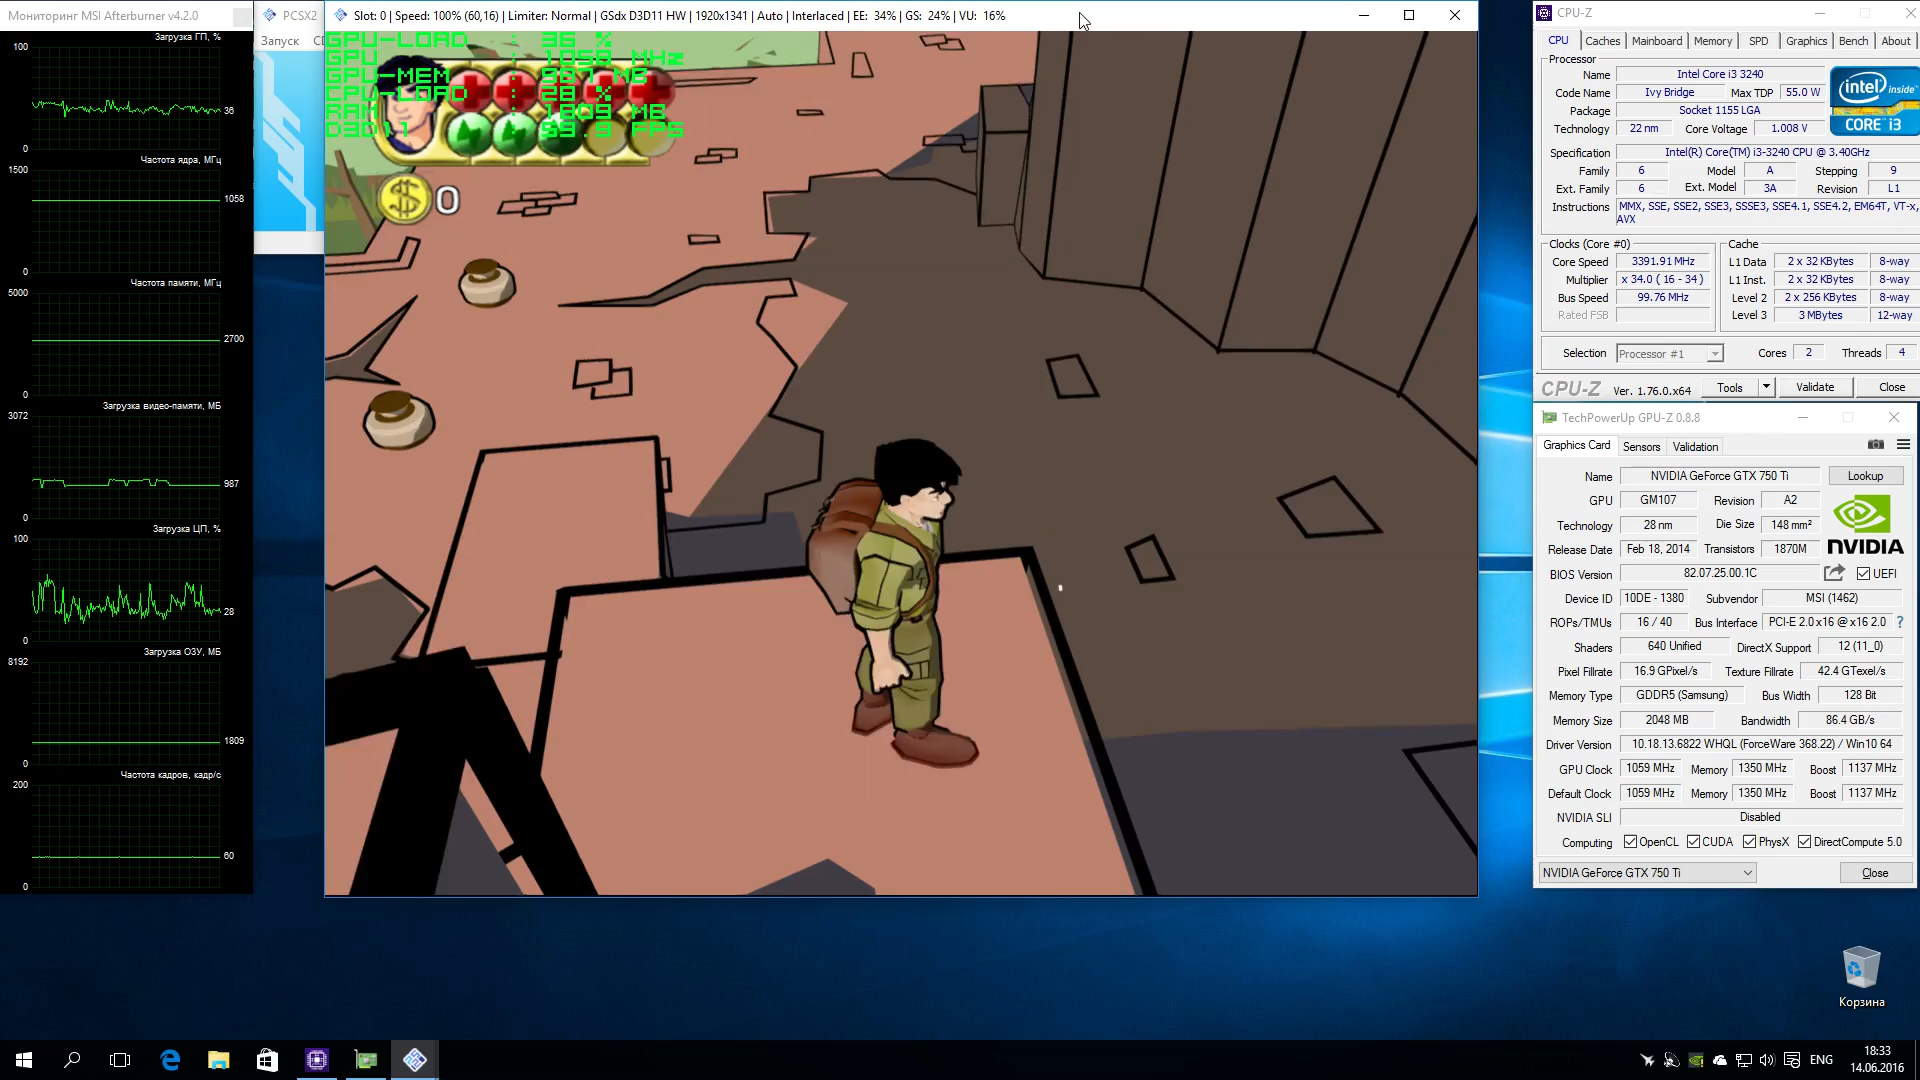 Мониторинг MSI Afterburner v4.2.0
Загрузка ГП, %
100
36
0
Частота ядра, МГц
1500
1058
0
Частота памяти, МГц
5000
2700
0
Загрузка видео-памяти, МБ
3072
987
0
Загрузка ЦП, %
100
28
0
Загрузка ОЗУ, МБ
8192
1809
0
Частота кадров, кадр/с
200
60
0
PCSX2
Запуск
Slot: 0 | Speed: 100% (60,16) | Limiter: Normal | GSdx D3D11 HW | 1920x1341 | Auto | Interlaced | EE: 34% | GS: 24% | VU: 16%
GPU-LOAD : 36 %
GPU : 1058 MHz
GPU-MEM : 987 MB
CPU-LOAD : 28 %
RAM : 1809 MB
D3D11 : 59.9 FPS
$ 0
CPU-Z
CPU Caches Mainboard Memory SPD Graphics Bench About
Processor
Name Intel Core i3 3240
Code Name Ivy Bridge Max TDP 55.0 W
Package Socket 1155 LGA
Technology 22 nm Core Voltage 1.008 V
intel inside™
CORE i3
Specification Intel(R) Core(TM) i3-3240 CPU @ 3.40GHz
Family 6 Model A Stepping 9
Ext. Family 6 Ext. Model 3A Revision L1
Instructions MMX, SSE, SSE2, SSE3, SSSE3, SSE4.1, SSE4.2, EM64T, VT-x,
AVX
Clocks (Core #0)
Core Speed 3391.91 MHz
Multiplier x 34.0 ( 16 - 34 )
Bus Speed 99.76 MHz
Rated FSB
Cache
L1 Data 2 x 32 KBytes 8-way
L1 Inst. 2 x 32 KBytes 8-way
Level 2 2 x 256 KBytes 8-way
Level 3 3 MBytes 12-way
Selection Processor #1 Cores 2 Threads 4
CPU-Z Ver. 1.76.0.x64 Tools Validate Close
TechPowerUp GPU-Z 0.8.8
Graphics Card Sensors Validation
Name NVIDIA GeForce GTX 750 Ti Lookup
GPU GM107 Revision A2
Technology 28 nm Die Size 148 mm²
Release Date Feb 18, 2014 Transistors 1870M
NVIDIA
BIOS Version 82.07.25.00.1C UEFI
Device ID 10DE - 1380 Subvendor MSI (1462)
ROPs/TMUs 16 / 40 Bus Interface PCI-E 2.0 x16 @ x16 2.0 ?
Shaders 640 Unified DirectX Support 12 (11_0)
Pixel Fillrate 16.9 GPixel/s Texture Fillrate 42.4 GTexel/s
Memory Type GDDR5 (Samsung) Bus Width 128 Bit
Memory Size 2048 MB Bandwidth 86.4 GB/s
Driver Version 10.18.13.6822 WHQL (ForceWare 368.22) / Win10 64
GPU Clock 1059 MHz Memory 1350 MHz Boost 1137 MHz
Default Clock 1059 MHz Memory 1350 MHz Boost 1137 MHz
NVIDIA SLI Disabled
Computing OpenCL CUDA PhysX DirectCompute 5.0
NVIDIA GeForce GTX 750 Ti Close
Корзина
ENG
18:33
14.06.2016